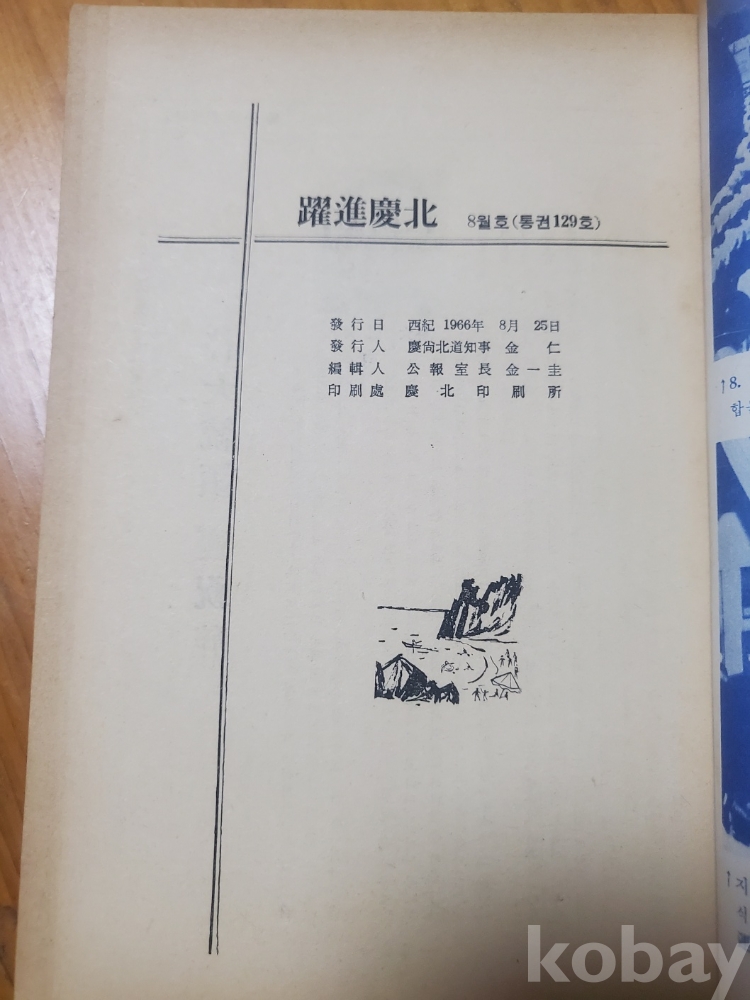 躍進慶北 8월호(통권129호)
發行日 西紀 1966年 8月 25日
發行人 慶尙北道知事 金仁
編輯人 公報室長 金一圭
印刷處 慶北印刷所
↑8.
↑지
kobay